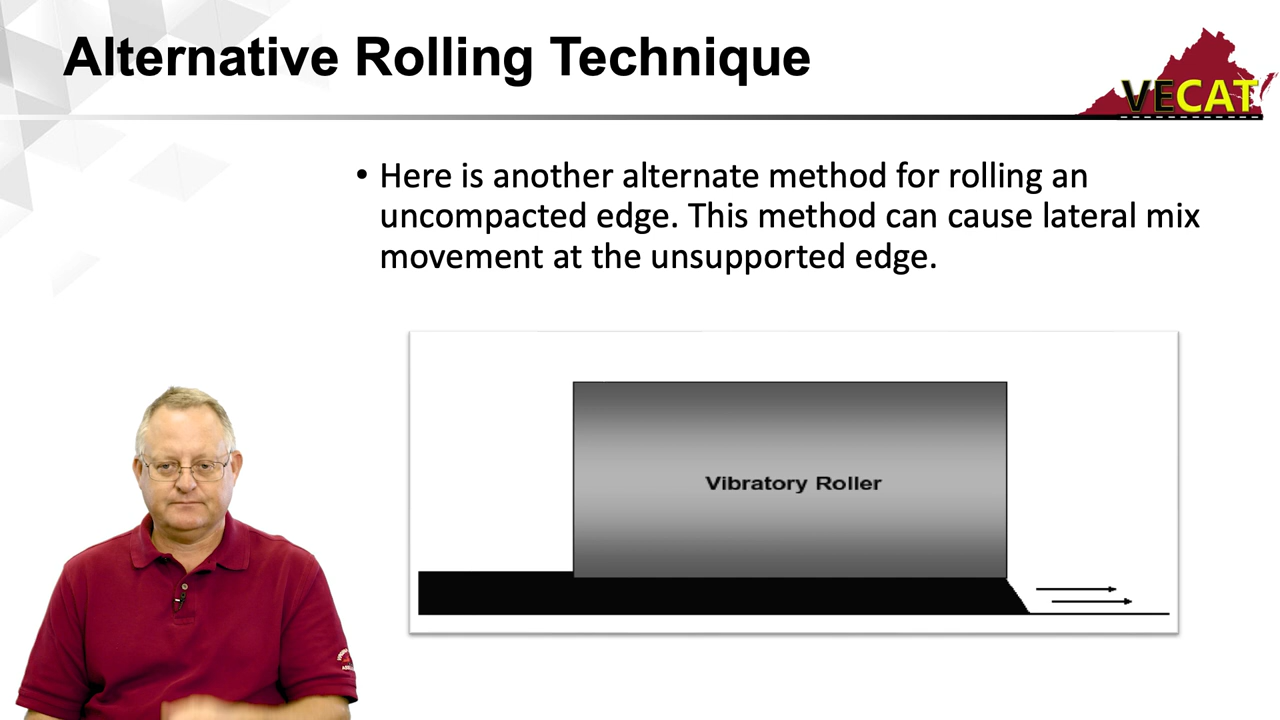 Alternative Rolling Technique
VECAT
• Here is another alternate method for rolling an
uncompacted edge. This method can cause lateral mix
movement at the unsupported edge.
Vibratory Roller